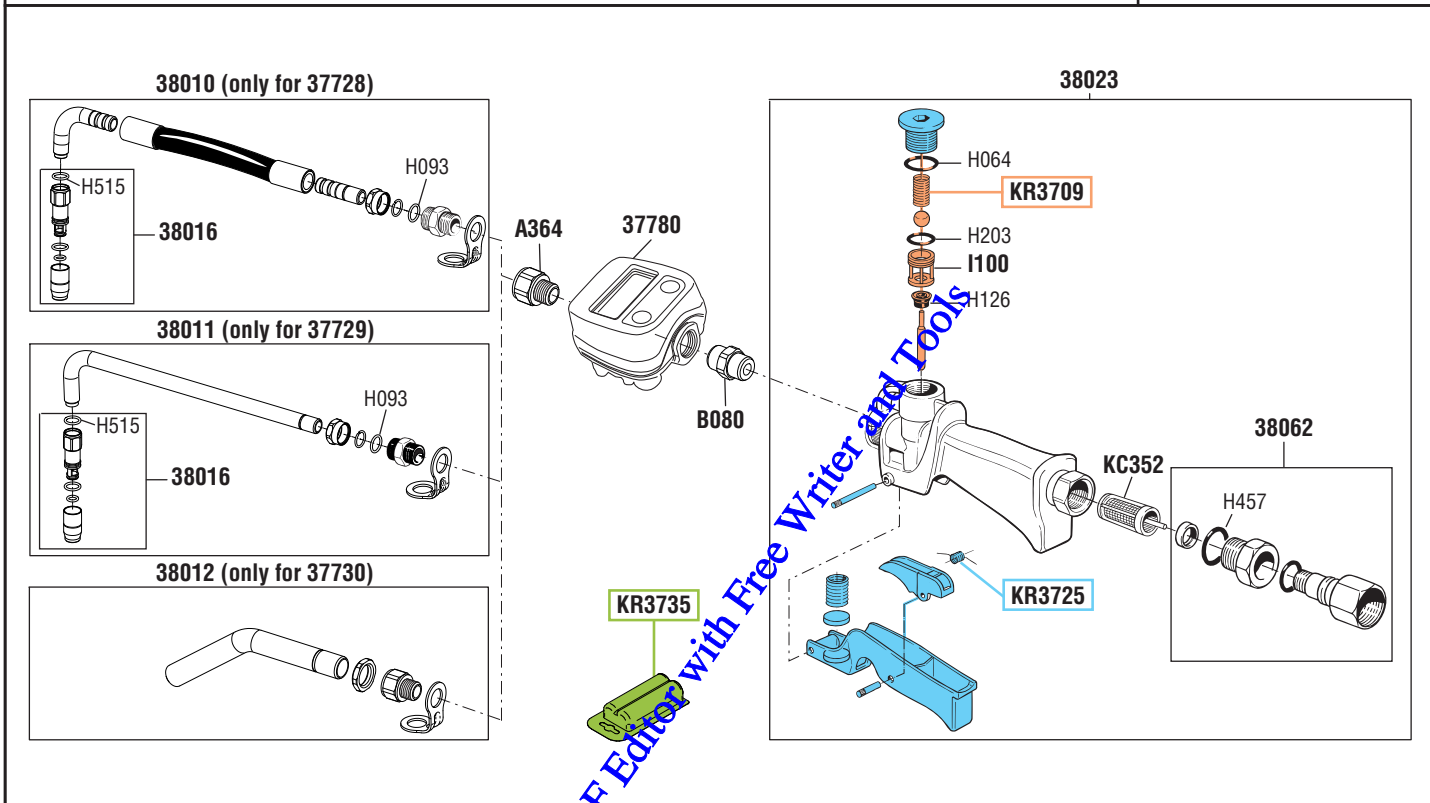 38010 (only for 37728)
H515
38016
H093
38011 (only for 37729)
H515
38016
H093
38012 (only for 37730)
A364
37780
B080
KR3735
38023
H064
KR3709
H203
I100
H126
KR3725
KC352
38062
H457
F Editor with Free Writer and Tools